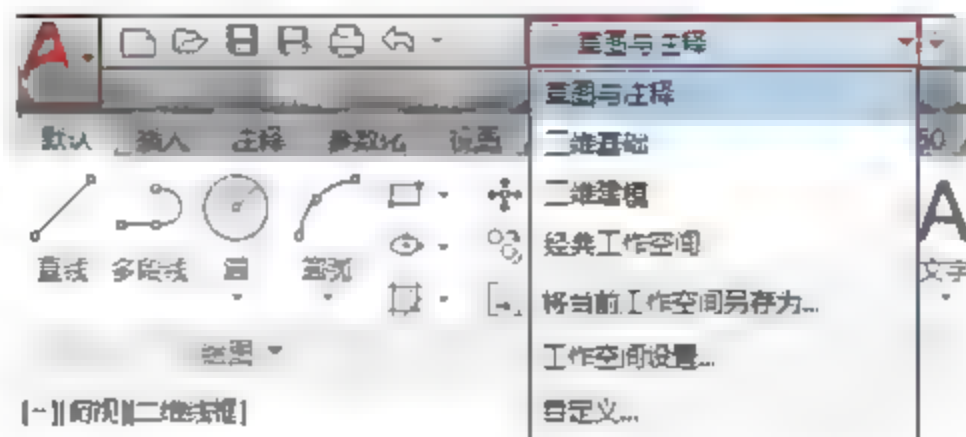 草图与注释
草图与注释
默认 插入 注释 参数化 视图
三维基础
三维建模
经典工作空间
直线 多段线 圆 圆弧 文字
将当前工作空间另存为...
绘图
工作空间设置...
[-][俯视][二维线框]
自定义...